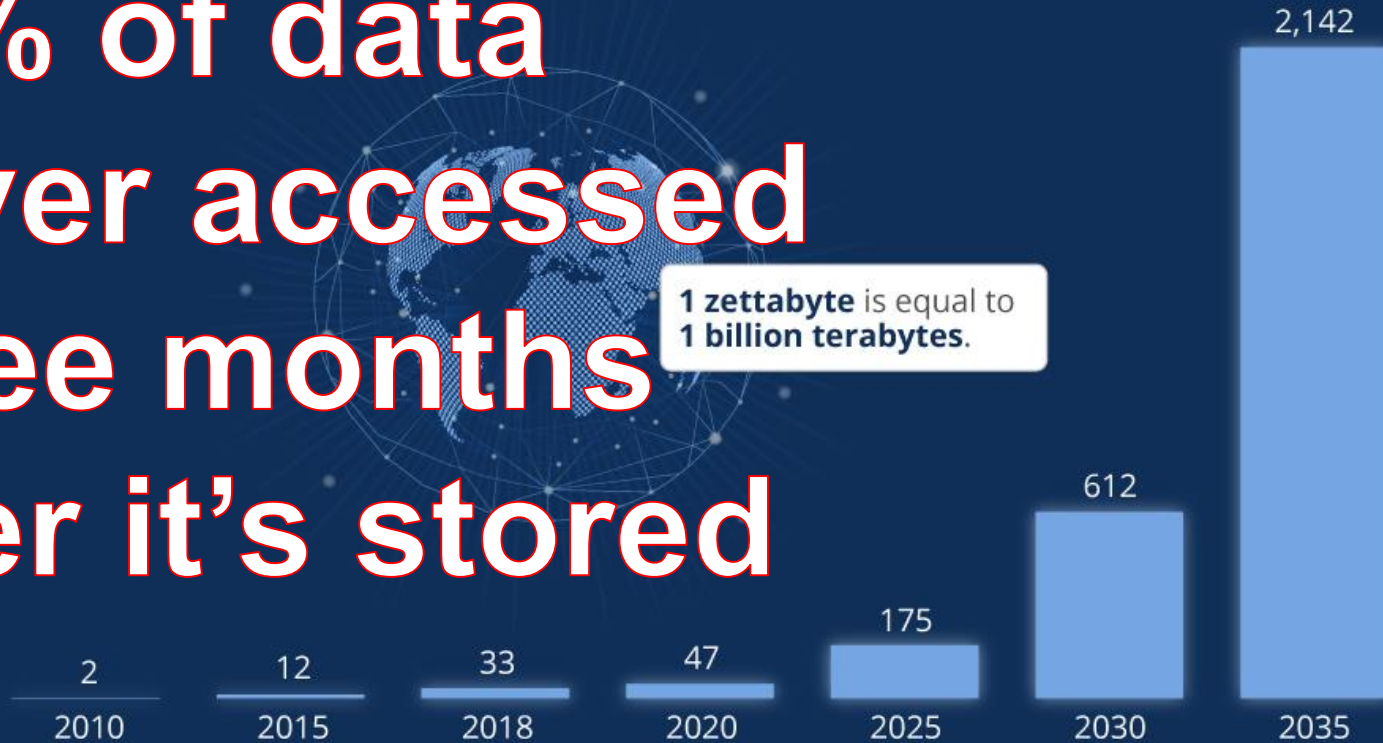 % of data
ver accessed
ee months
er it’s stored
1 zettabyte is equal to
1 billion terabytes.
2,142
612
175
47
33
12
2
2010 2015 2018 2020 2025 2030 2035